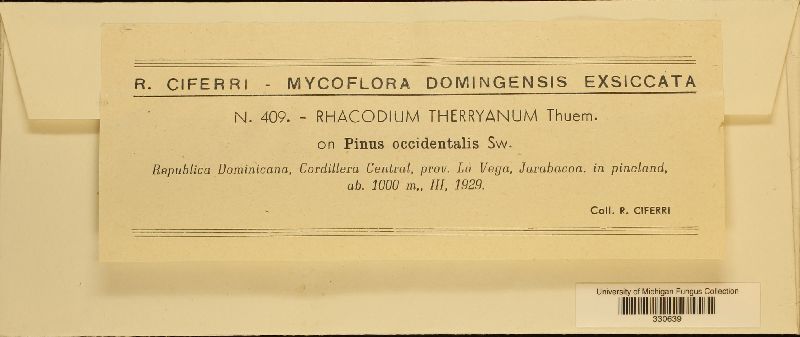 R. CIFERRI - MYCOFLORA DOMINGENSIS EXSICCATA
N. 409. - RHACODIUM THERRYANUM Thuem.
on Pinus occidentalis Sw.
Republica Dominicana, Cordillera Central, prov. La Vega, Jarabacoa. in pineland,
ab. 1000 m,, III, 1929.
Coll. R. CIFERRI
University of Michigan Fungus Collection
330639